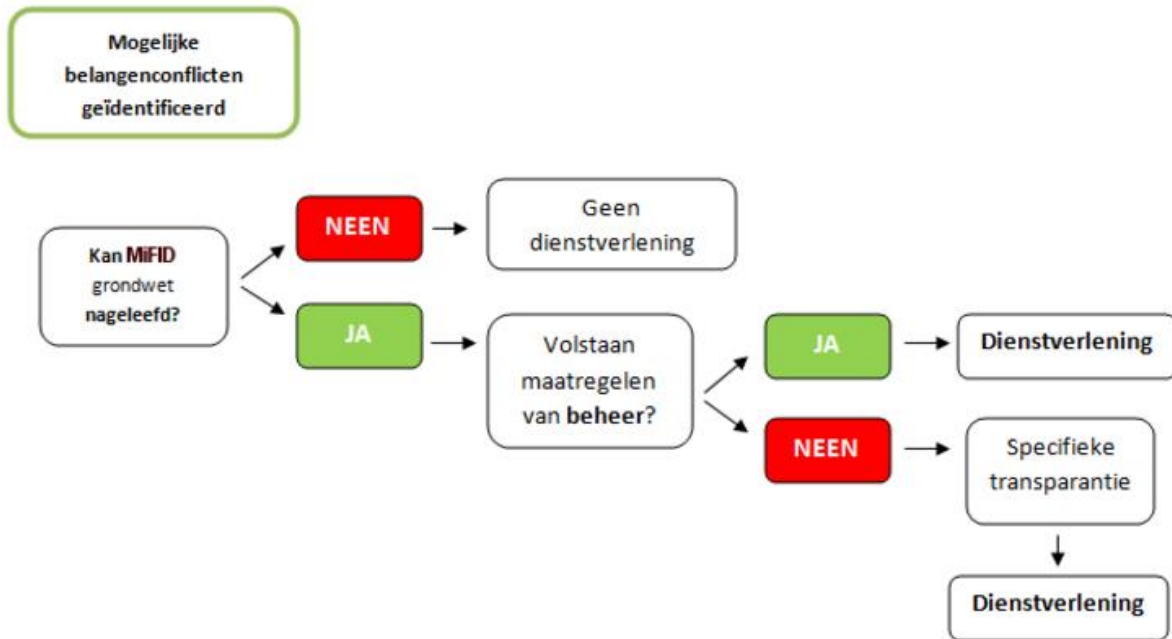 Mogelijke
belangenconflicten
geïdentificeerd
Kan MiFID
grondwet
nageleefd?
NEEN
Geen
dienstverlening
JA
Volstaan
maatregelen
van beheer?
JA
Dienstverlening
NEEN
Specifieke
transparantie
Dienstverlening